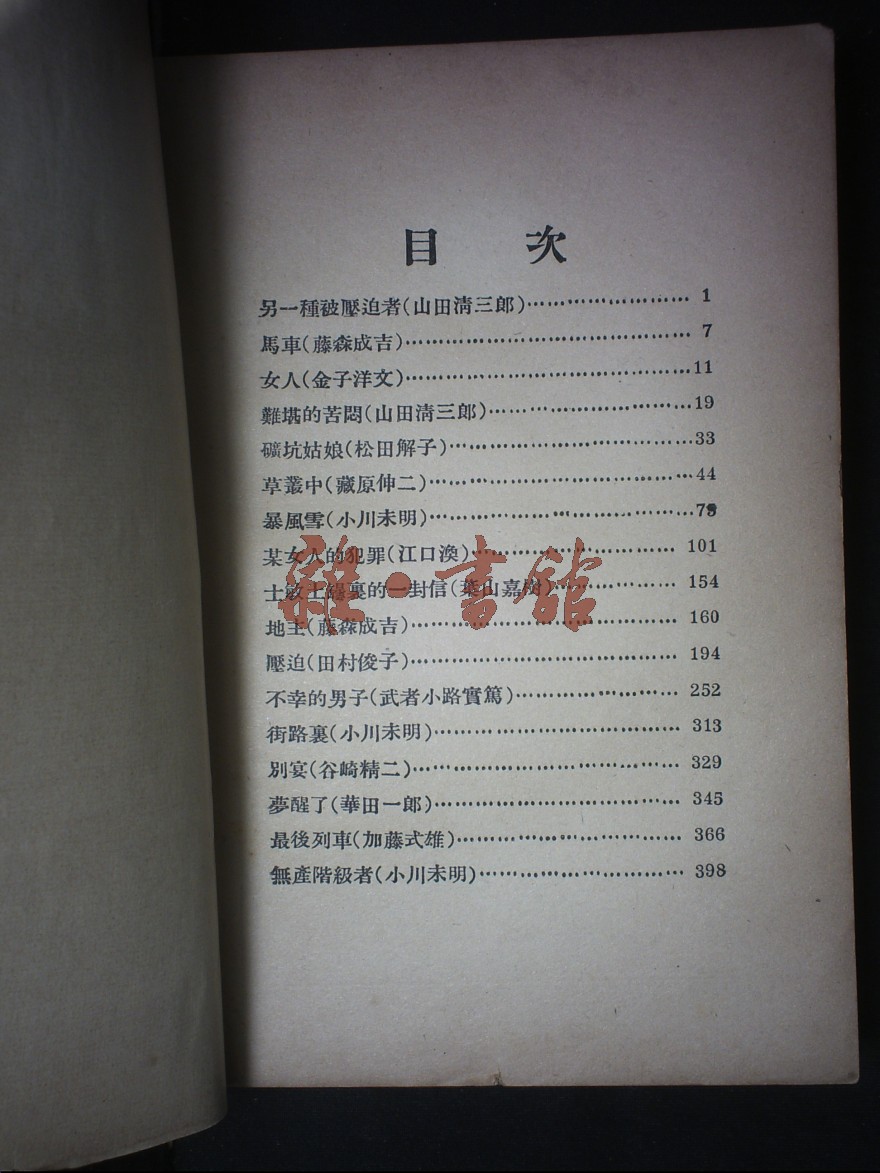 目次
另一種被壓迫者(山田清三郎)…………………… 1
馬車(藤森成吉)…………………………………… 7
女人(金子洋文)……………………………………11
難堪的苦悶(山田清三郎)…………………………19
礦坑姑娘(松田解子)………………………………33
草叢中(藏原伸二)…………………………………44
暴風雪(小川未明)…………………………………75
某女人的犯罪(江口渙)………………………… 101
士敏土罈裏的一封信(葉山嘉樹)……………… 154
地主(藤森成吉)………………………………… 160
壓迫(田村俊子)………………………………… 194
不幸的男子(武者小路實篤)…………………… 252
街路裏(小川未明)……………………………… 313
別宴(谷崎精二)………………………………… 329
夢醒了(華田一郎)……………………………… 345
最後列車(加藤式雄)…………………………… 366
無產階級者(小川未明)………………………… 398
雜·書館